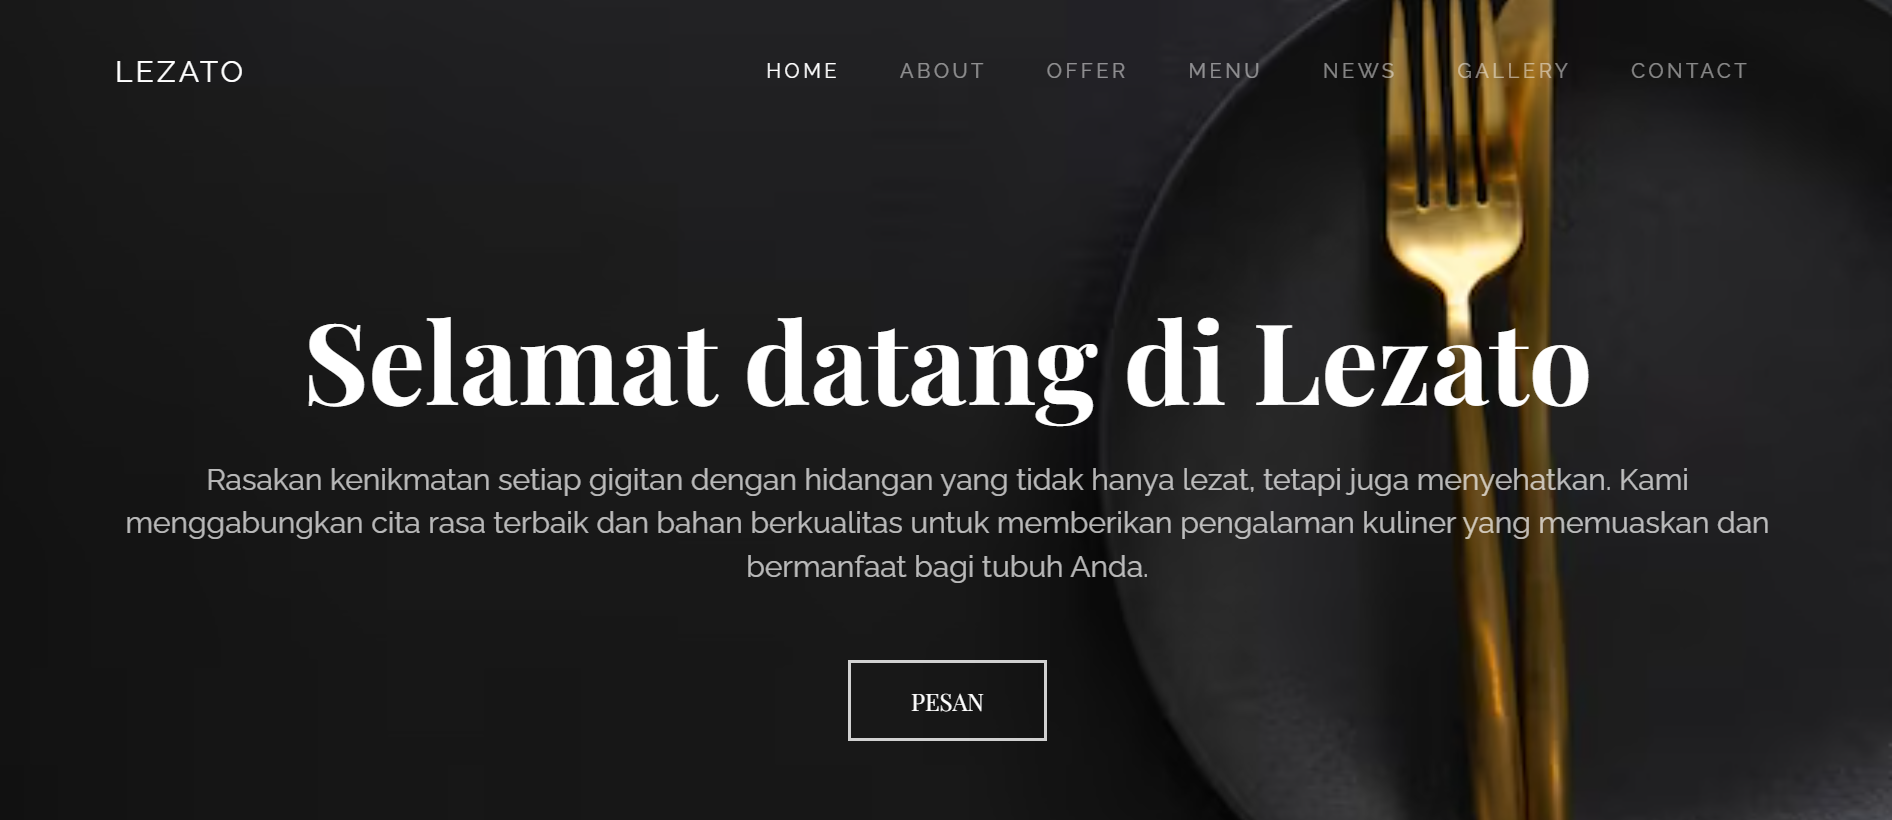 LEZATO
HOME ABOUT OFFER MENU NEWS GALLERY CONTACT
Selamat datang di Lezato
Rasakan kenikmatan setiap gigitan dengan hidangan yang tidak hanya lezat, tetapi juga menyehatkan. Kami
menggabungkan cita rasa terbaik dan bahan berkualitas untuk memberikan pengalaman kuliner yang memuaskan dan
bermanfaat bagi tubuh Anda.
PESAN